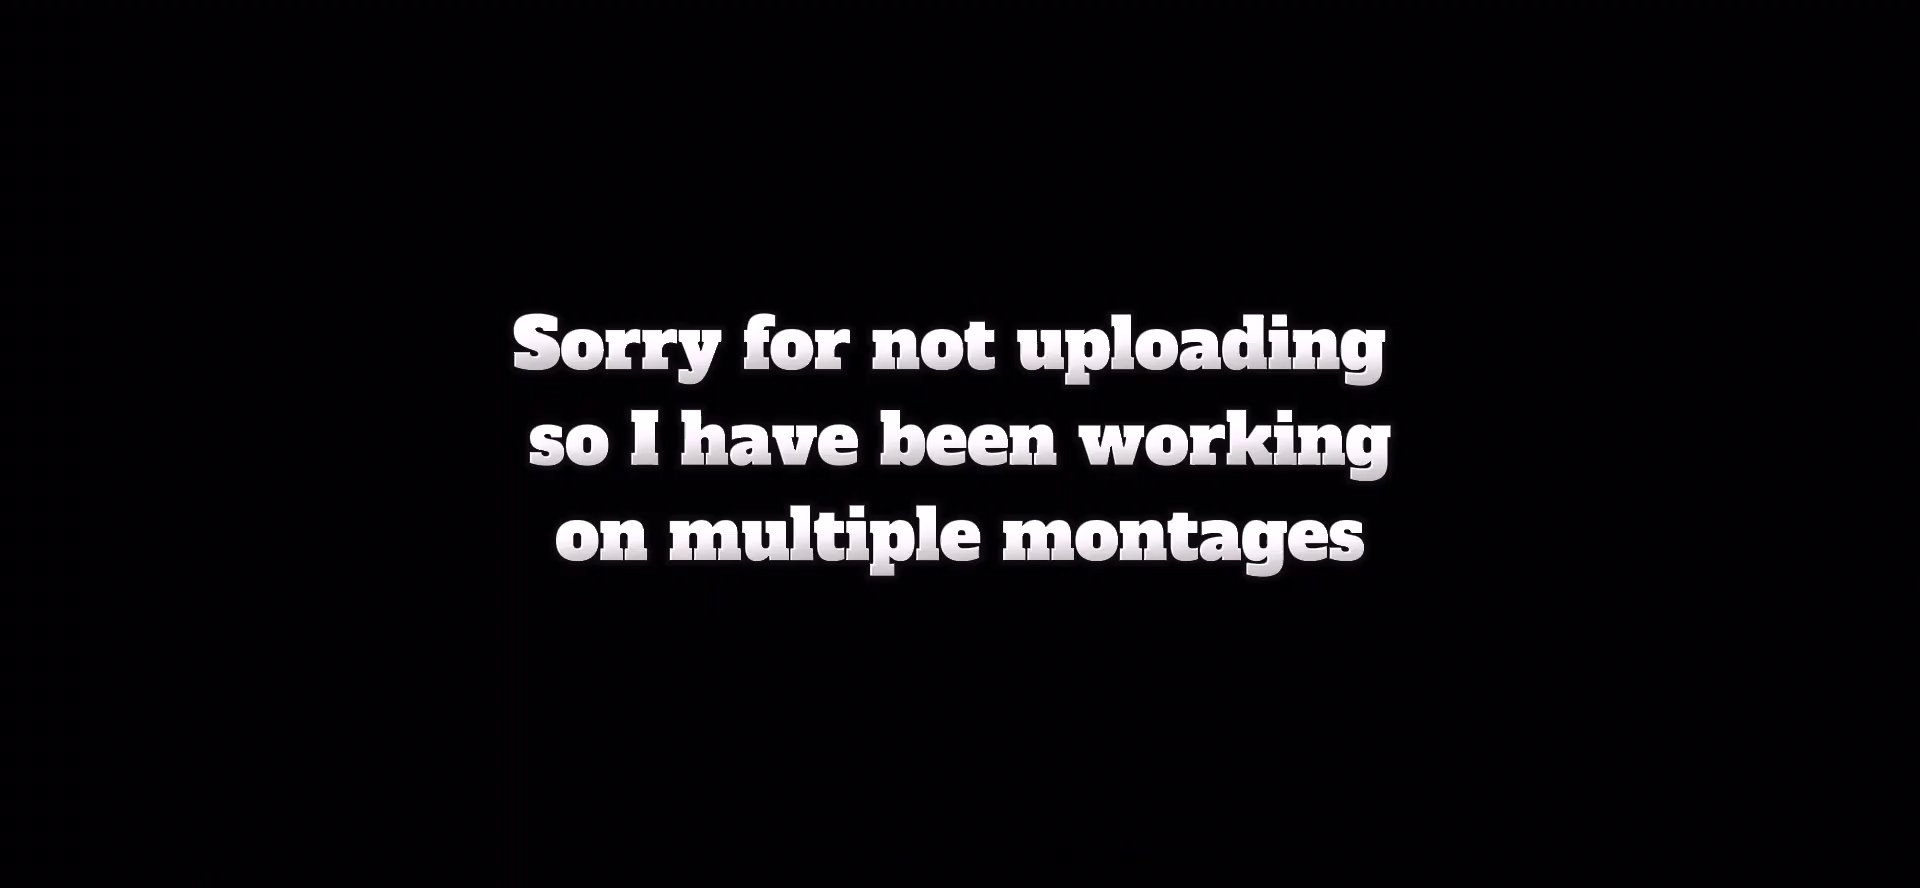 Sorry for not uploading
so I have been working
on multiple montages